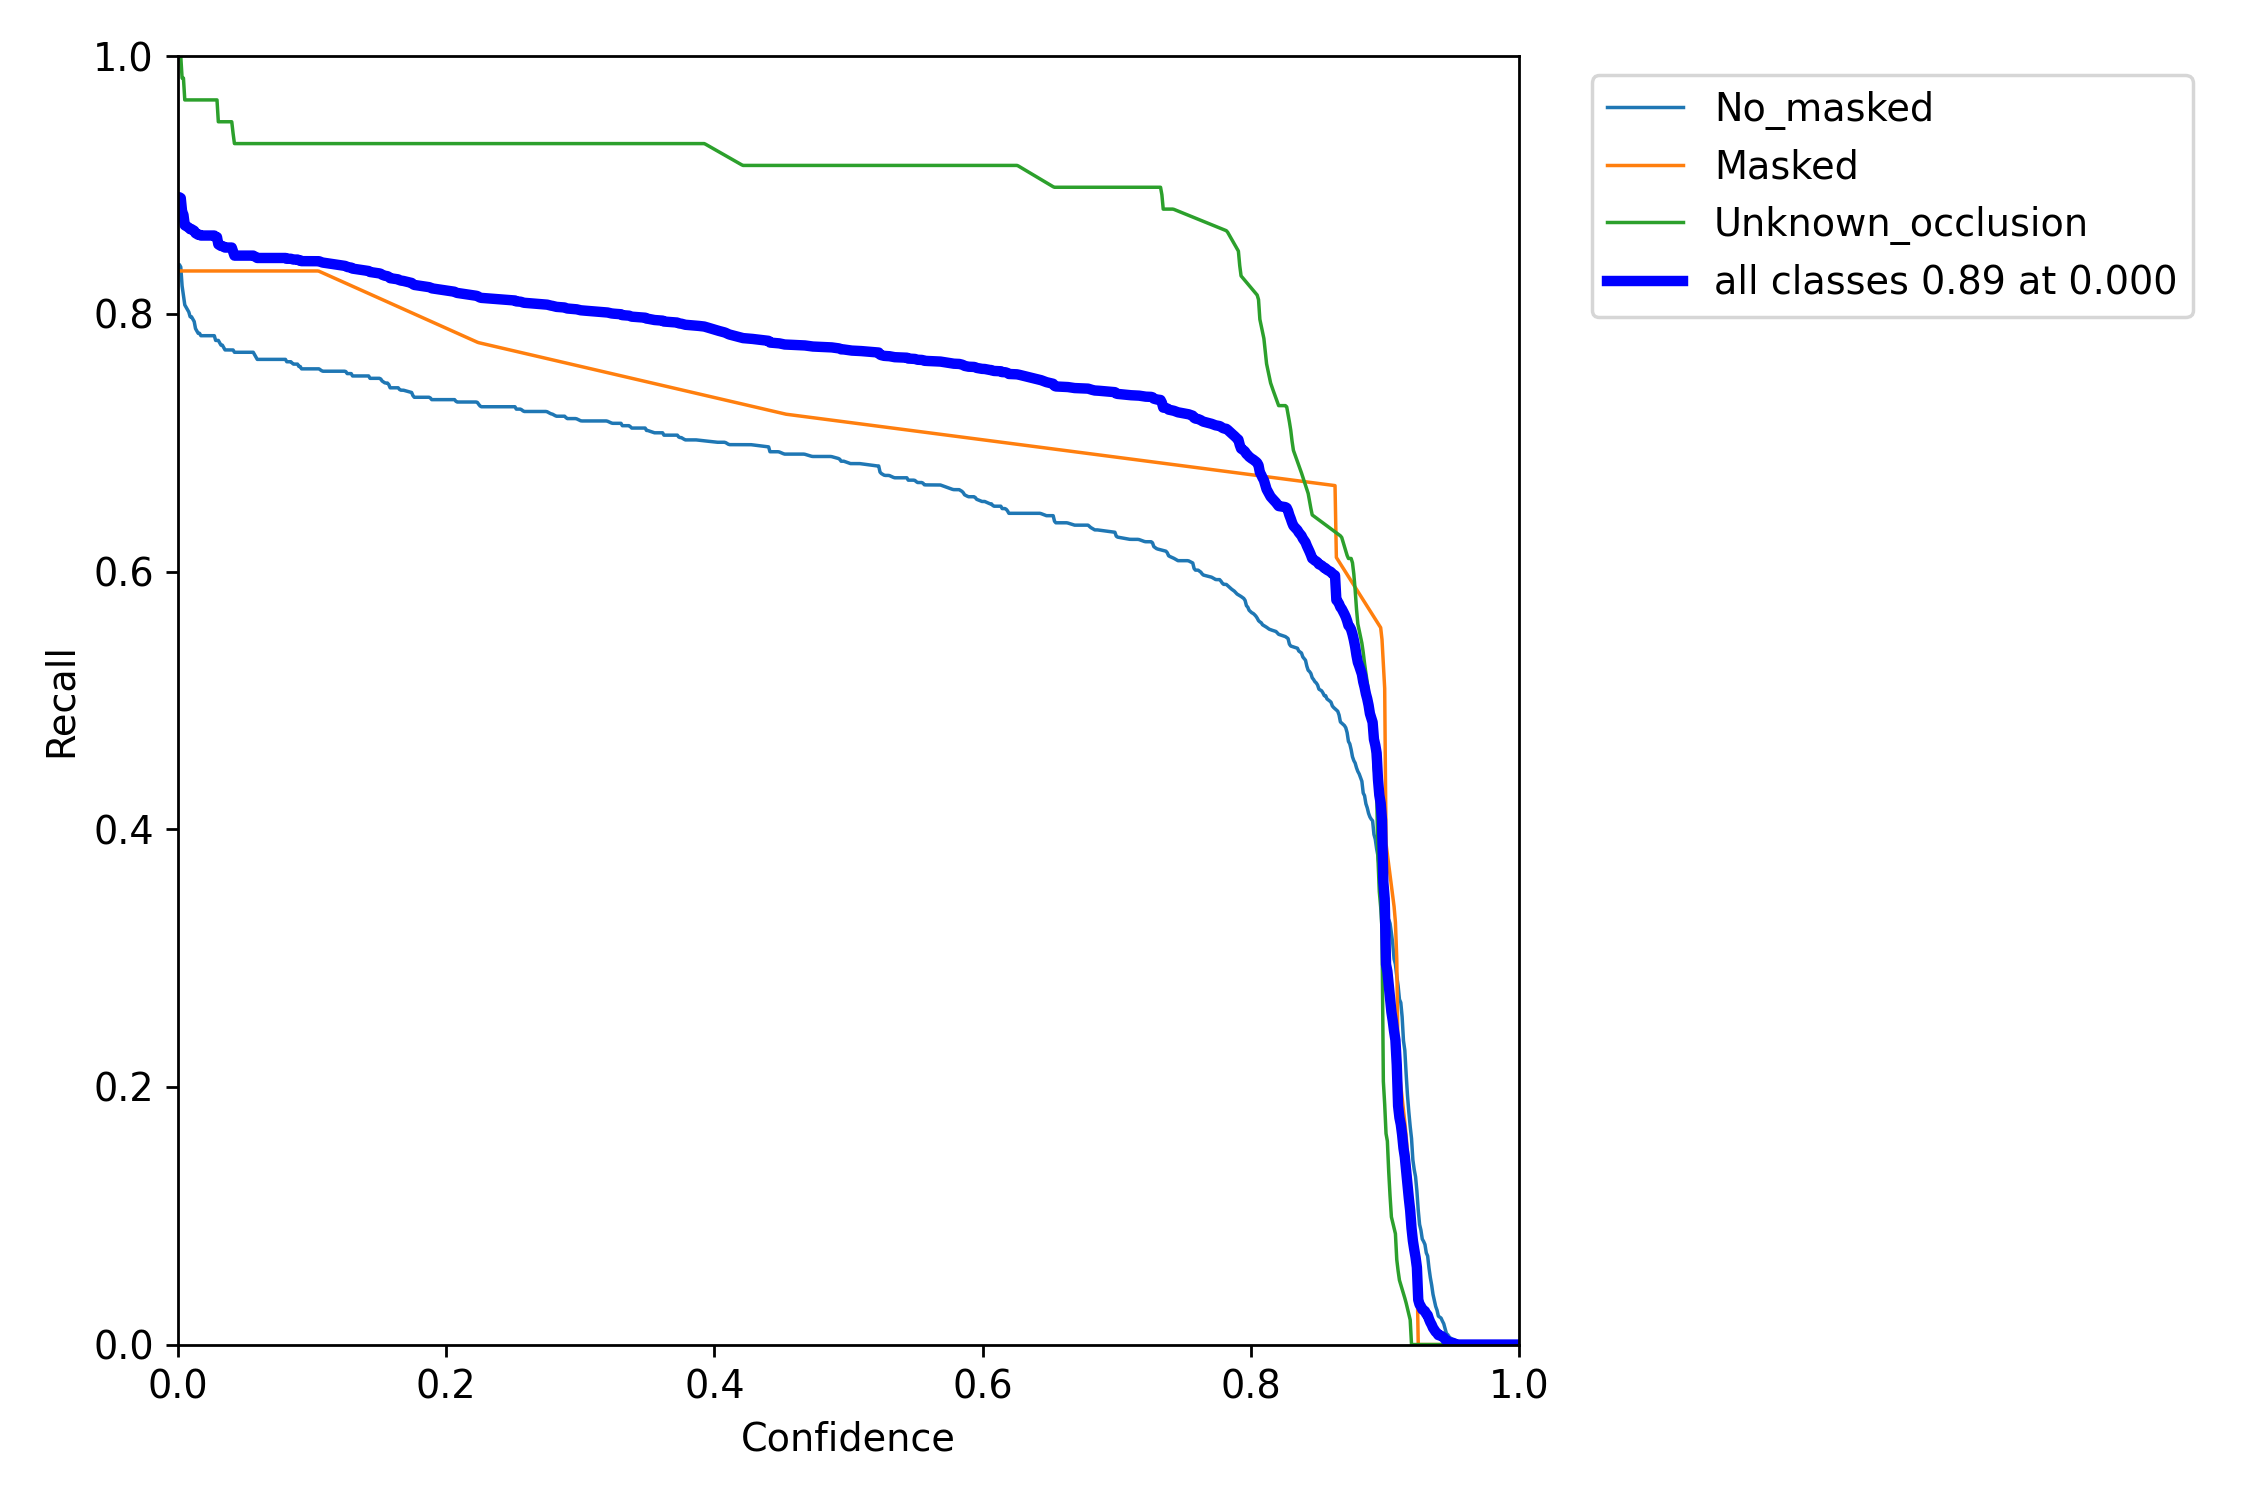 1.0
0.8
0.6
0.4
0.2
0.0
Recall
0.0 0.2 0.4 0.6 0.8 1.0
Confidence
No_masked
Masked
Unknown_occlusion
all classes 0.89 at 0.000